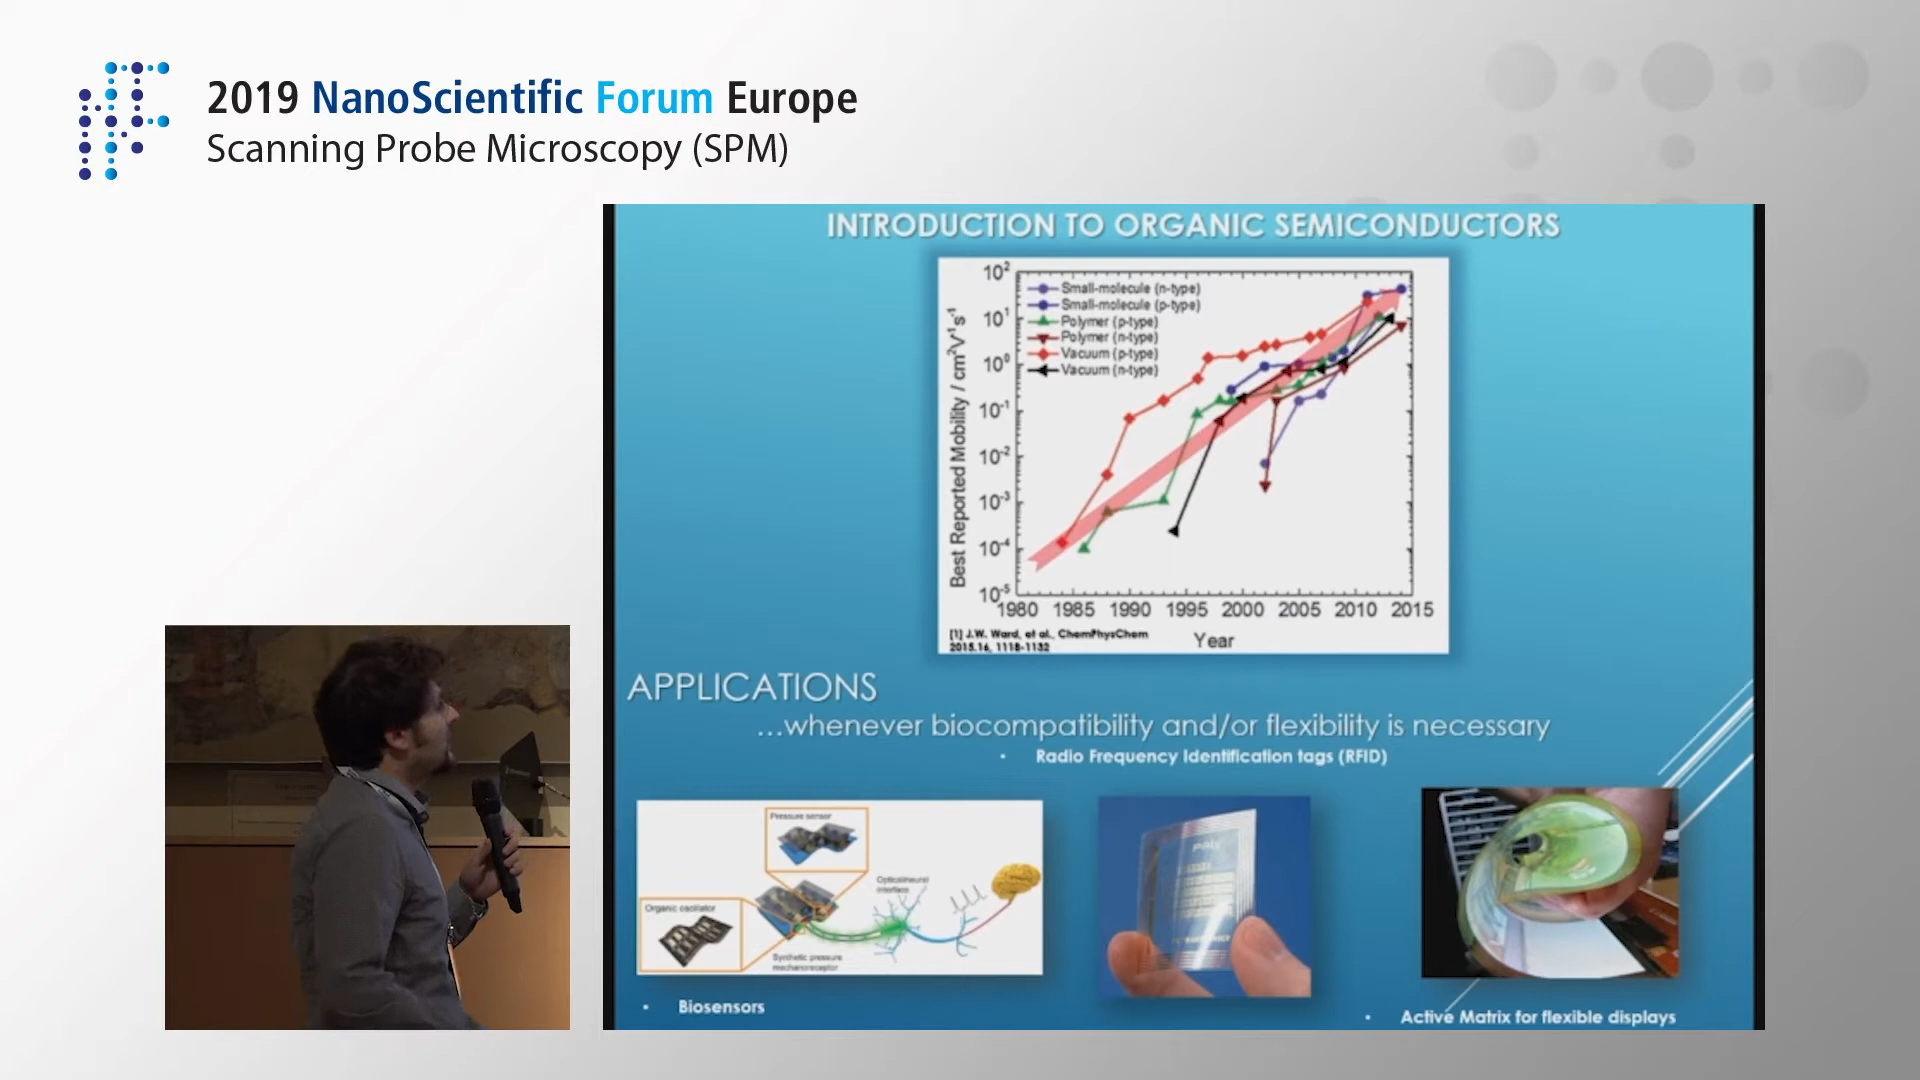 2019 NanoScientific Forum Europe
Scanning Probe Microscopy (SPM)
INTRODUCTION TO ORGANIC SEMICONDUCTORS
10²
10¹
10⁰
10⁻¹
10⁻²
10⁻³
10⁻⁴
10⁻⁵
Best Reported Mobility / cm²V⁻¹s⁻¹
Small-molecule (n-type)
Small-molecule (p-type)
Polymer (p-type)
Polymer (n-type)
Vacuum (p-type)
Vacuum (n-type)
1980 1985 1990 1995 2000 2005 2010 2015
Year
[1] J.W. Ward, et al., ChemPhysChem
2015.16, 1118-1132
APPLICATIONS
...whenever biocompatibility and/or flexibility is necessary
• Radio Frequency Identification tags (RFID)
Pressure sensor
Optical/neural
interface
Organic oscillator
Synthetic pressure
mechanoreceptor
• Biosensors
• Active Matrix for flexible displays